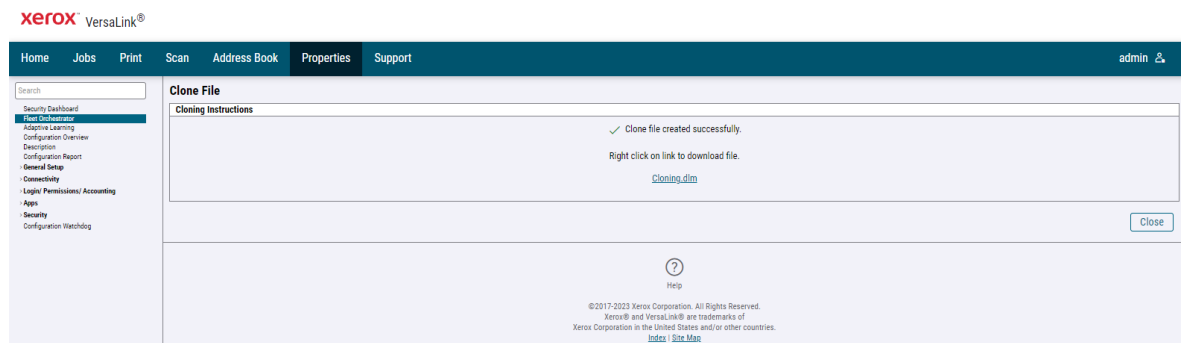 xerox™ VersaLink®
Home Jobs Print Scan Address Book Properties Support admin
Search
Security Dashboard
Fleet Orchestrator
Adaptive Learning
Configuration Overview
Description
Configuration Report
› General Setup
› Connectivity
› Login/ Permissions/ Accounting
› Apps
› Security
Configuration Watchdog
Clone File
Cloning Instructions
Clone file created successfully.
Right click on link to download file.
Cloning.dlm
Close
?
Help
©2017-2023 Xerox Corporation. All Rights Reserved.
Xerox® and VersaLink® are trademarks of
Xerox Corporation in the United States and/or other countries.
Index | Site Map